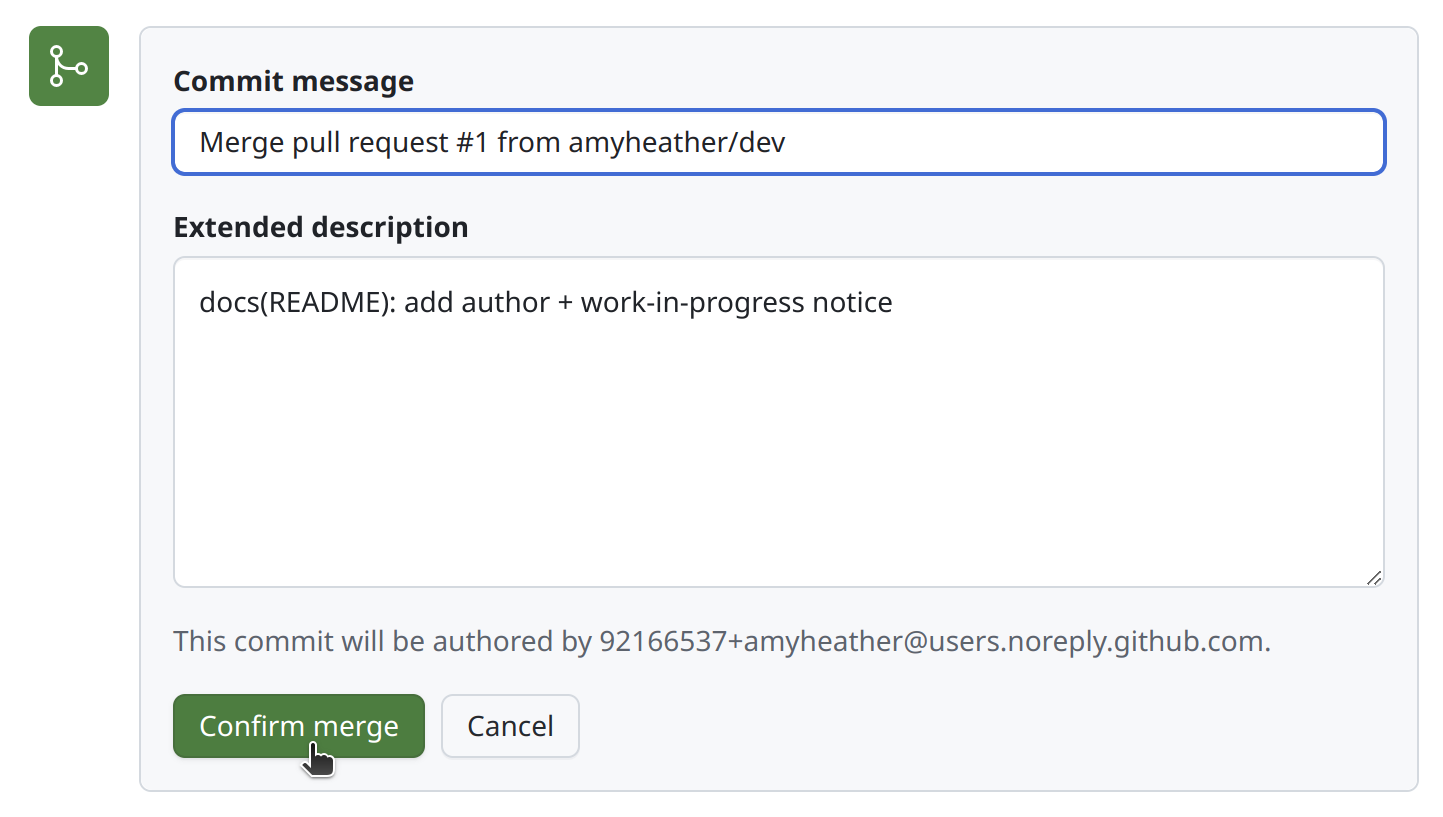 Commit message
Merge pull request #1 from amyheather/dev
Extended description
docs(README): add author + work-in-progress notice
This commit will be authored by 92166537+amyheather@users.noreply.github.com.
Confirm merge
Cancel